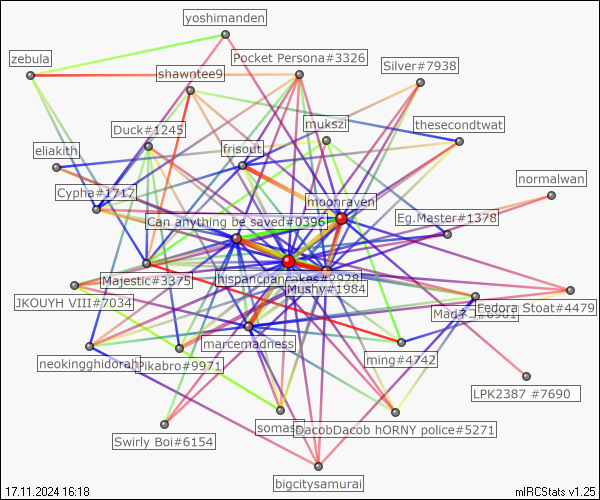 yoshimanden
zebula
Pocket Persona#3326
shawntee9
Silver#7938
Duck#1245
mukszi
thesecondtwat
eliakith
frisout
normalwan
Cypha#1717
moonraven
Can anything be saved#0396
Eg.Master#1378
Majestic#3375
hispancpancakes#2928
Mushy#1984
JKOUYH VIII#7034
Fedora Stoat#4479
marcemadness
neokingghidorah
Pikabro#9971
ming#4742
LPK2387 #7690
somass
Swirly Boi#6154
DacobDacob hORNY police#5271
bigcitysamurai
17.11.2024 16:18
mIRCStats v1.25